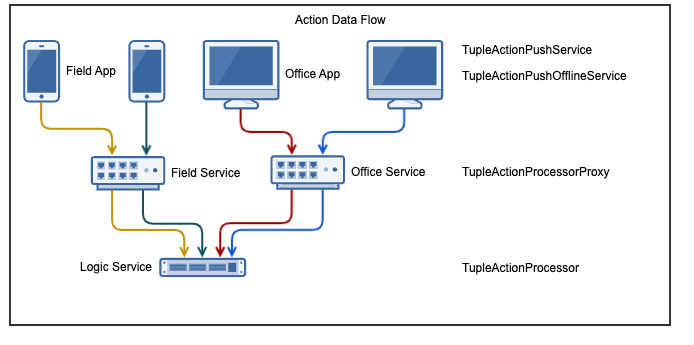 Action Data Flow
Field App
Office App
TupleActionPushService
TupleActionPushOfflineService
Field Service
Office Service
TupleActionProcessorProxy
Logic Service
TupleActionProcessor